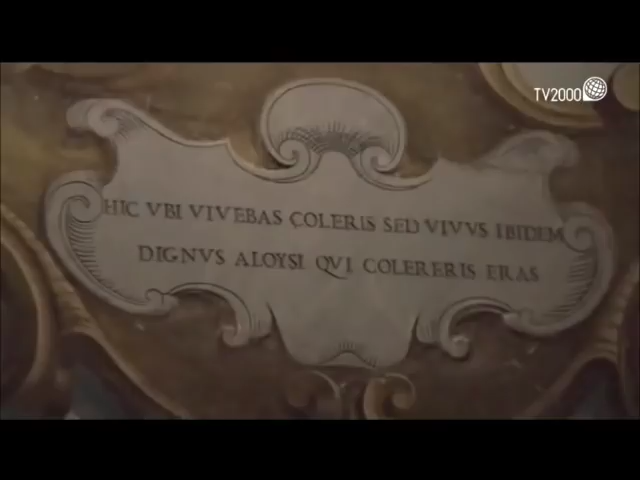 TV2000
HIC VBI VIVEBAS COLERIS SED VIVVS IBIDEM
DIGNVS ALOYSI QVI COLERERIS ERAS